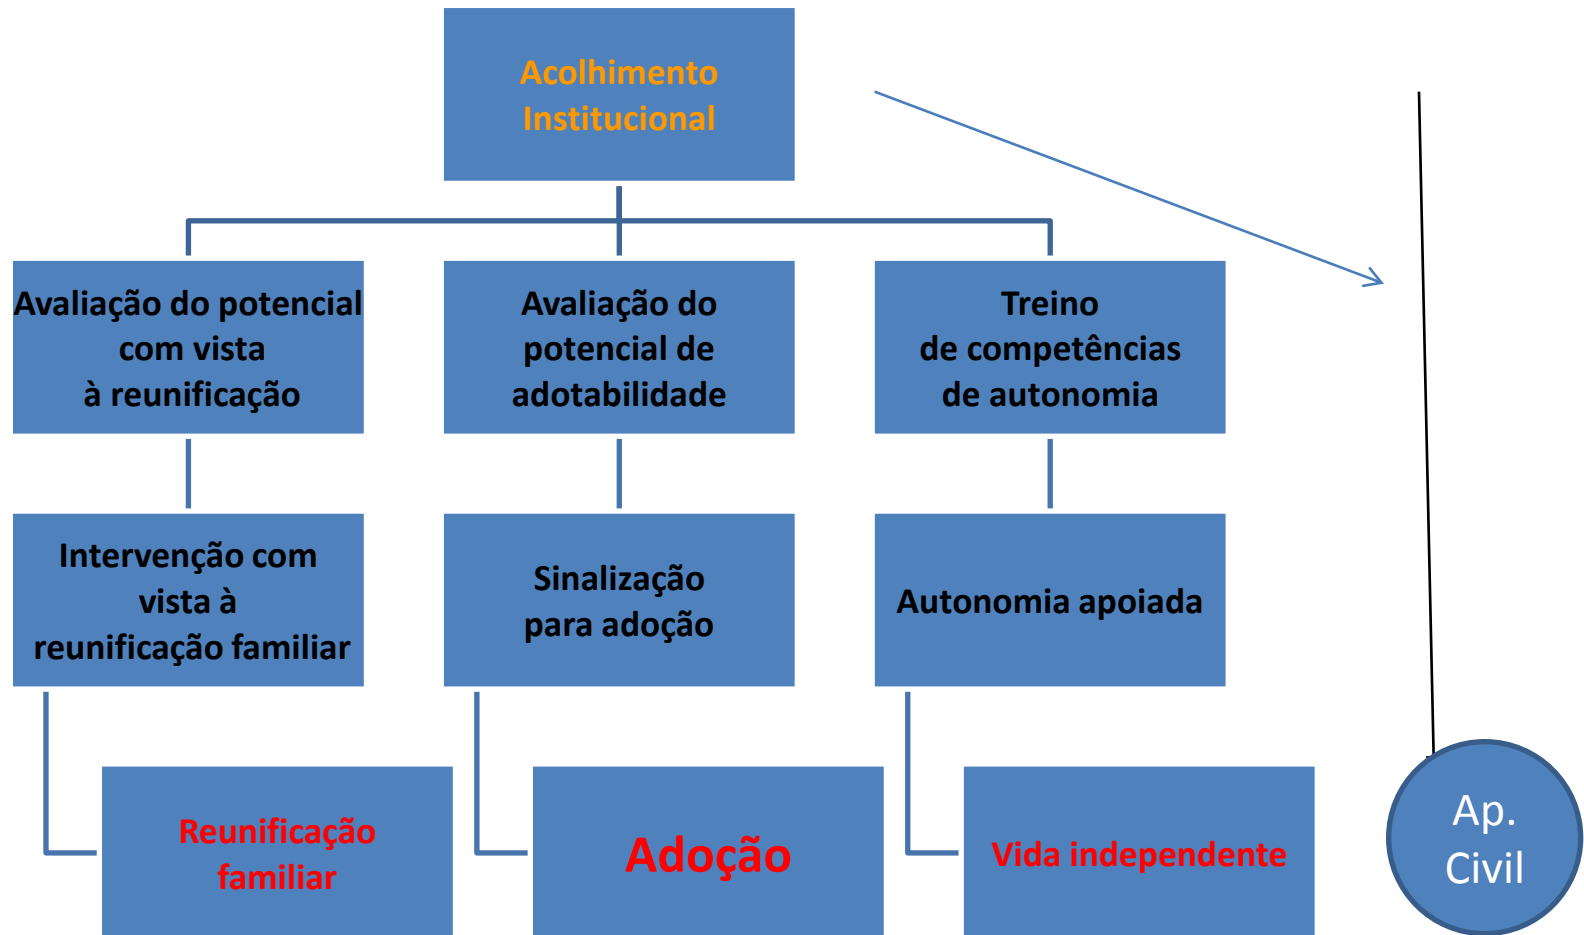 Acolhimento
Institucional
Avaliação do potencial
com vista
à reunificação
Avaliação do
potencial de
adotabilidade
Treino
de competências
de autonomia
Intervenção com
vista à
reunificação familiar
Sinalização
para adoção
Autonomia apoiada
Reunificação
familiar
Adoção
Vida independente
Ap.
Civil